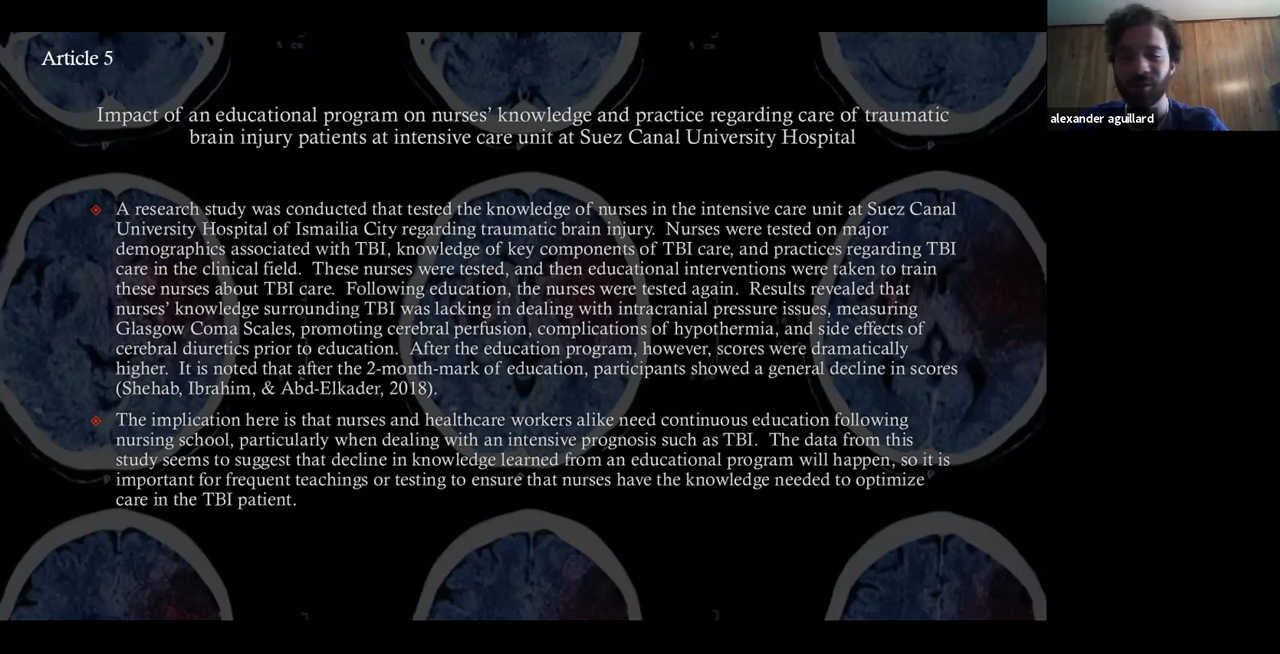 Article 5
Impact of an educational program on nurses’ knowledge and practice regarding care of traumatic
brain injury patients at intensive care unit at Suez Canal University Hospital
A research study was conducted that tested the knowledge of nurses in the intensive care unit at Suez Canal
University Hospital of Ismailia City regarding traumatic brain injury.  Nurses were tested on major
demographics associated with TBI, knowledge of key components of TBI care, and practices regarding TBI
care in the clinical field.  These nurses were tested, and then educational interventions were taken to train
these nurses about TBI care.  Following education, the nurses were tested again.  Results revealed that
nurses’ knowledge surrounding TBI was lacking in dealing with intracranial pressure issues, measuring
Glasgow Coma Scales, promoting cerebral perfusion, complications of hypothermia, and side effects of
cerebral diuretics prior to education.  After the education program, however, scores were dramatically
higher.  It is noted that after the 2-month-mark of education, participants showed a general decline in scores
(Shehab, Ibrahim, & Abd-Elkader, 2018).
The implication here is that nurses and healthcare workers alike need continuous education following
nursing school, particularly when dealing with an intensive prognosis such as TBI.  The data from this
study seems to suggest that decline in knowledge learned from an educational program will happen, so it is
important for frequent teachings or testing to ensure that nurses have the knowledge needed to optimize
care in the TBI patient.
alexander aguillard